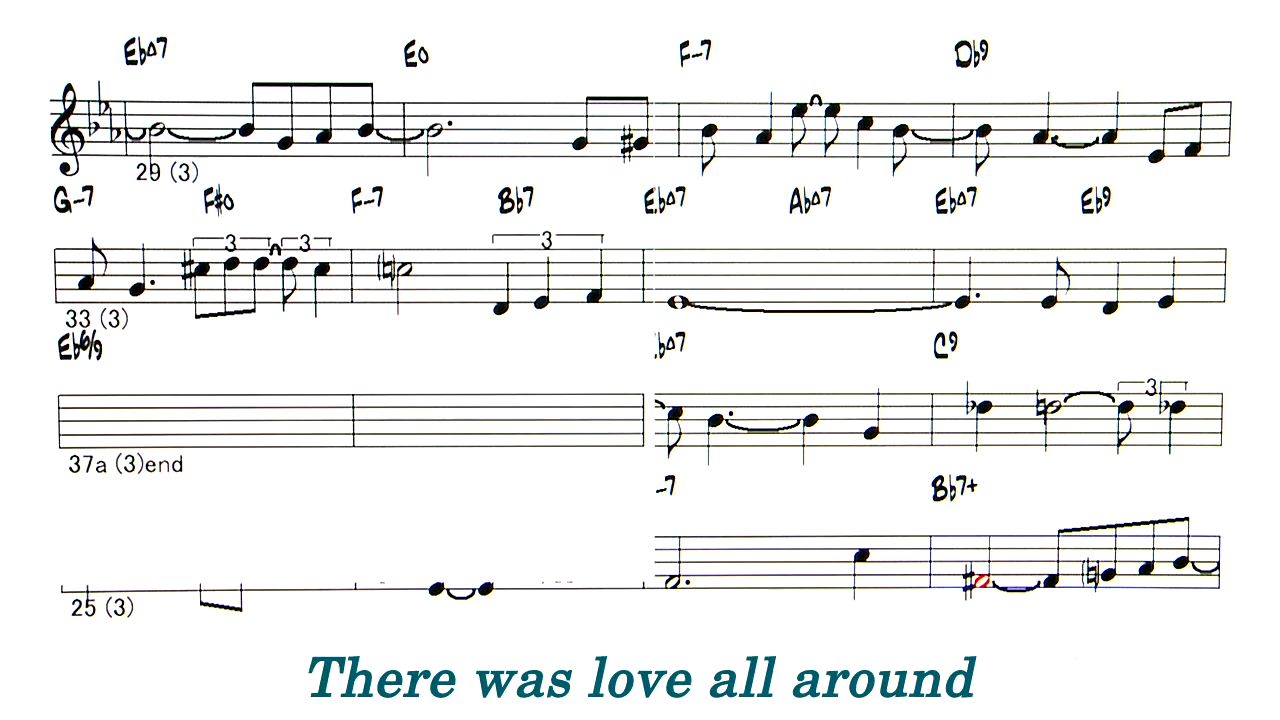 Eb△7 Eo F-7 Db9
29 (3)
G-7 F#o F-7 Bb7 Eb△7 Ab△7 Eb△7 Eb9
3 3 3
33 (3)
Eb6/9 b△7 C9
3
37a (3)end
-7 Bb7+
25 (3)
There was love all around